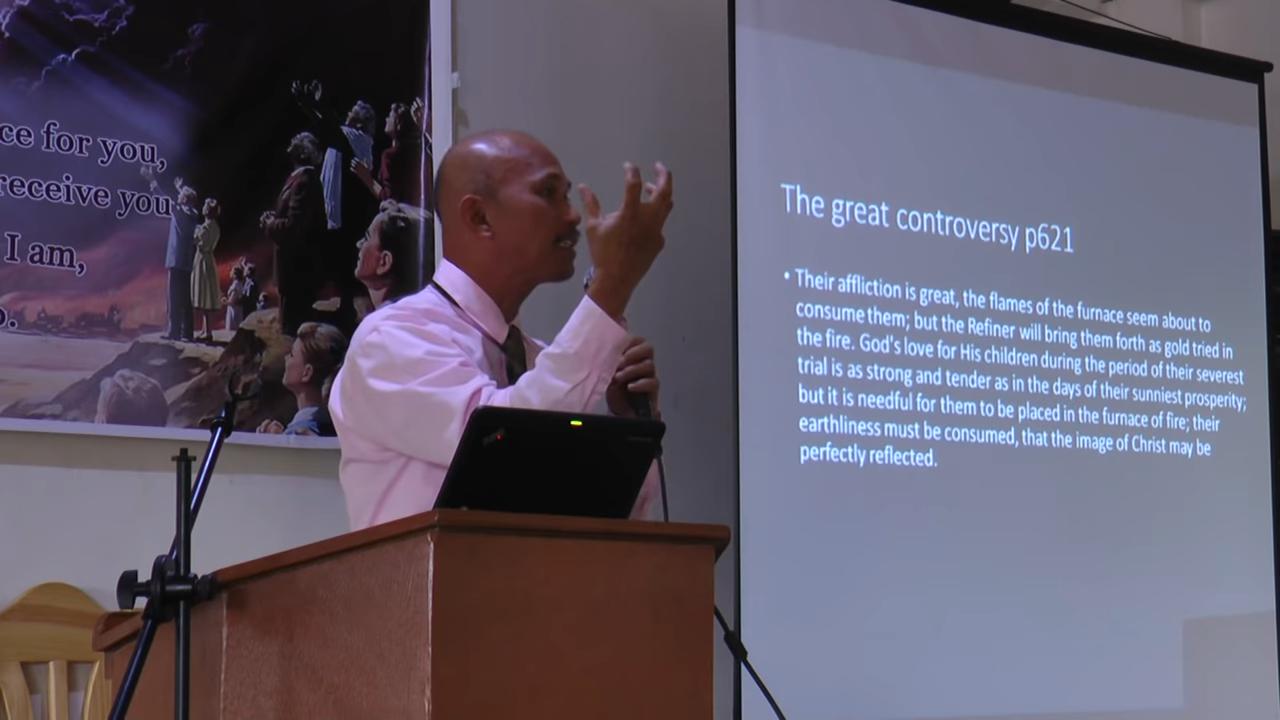 ce for you,
receive you
I am,
o.
The great controversy p621
• Their affliction is great, the flames of the furnace seem about to
consume them; but the Refiner will bring them forth as gold tried in
the fire. God's love for His children during the period of their severest
trial is as strong and tender as in the days of their sunniest prosperity;
but it is needful for them to be placed in the furnace of fire; their
earthliness must be consumed, that the image of Christ may be
perfectly reflected.